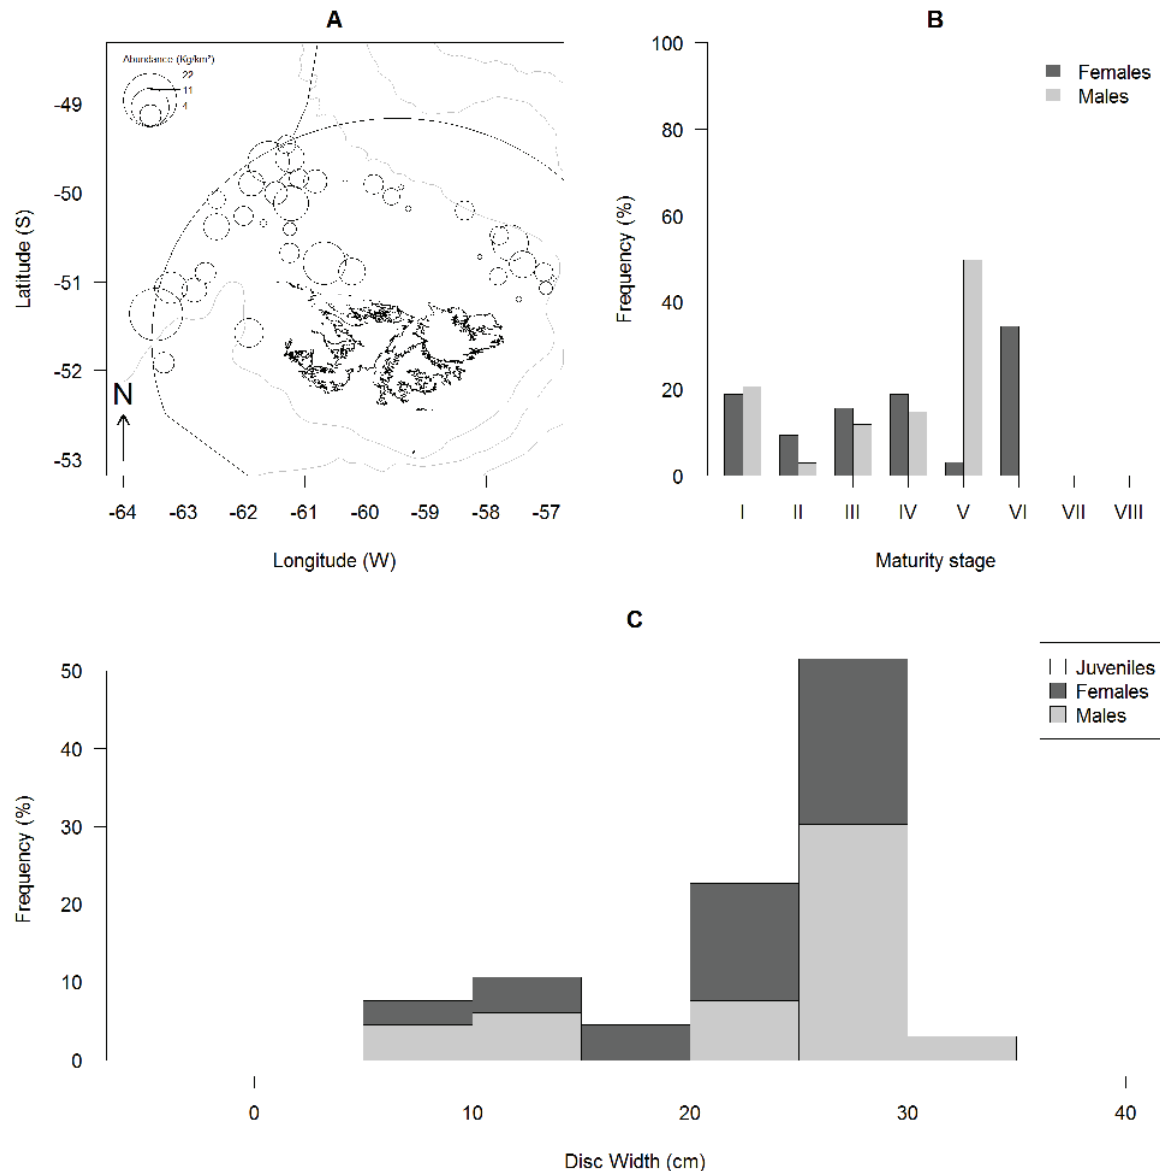 A
Abundance (Kg/km²)
22
11
4
-49
-50
-51
-52
-53
Latitude (S)
N
-64 -63 -62 -61 -60 -59 -58 -57
Longitude (W)
B
100
80
60
40
20
0
Frequency (%)
Females
Males
I II III IV V VI VII VIII
Maturity stage
C
50
40
30
20
10
0
Frequency (%)
Juveniles
Females
Males
0 10 20 30 40
Disc Width (cm)